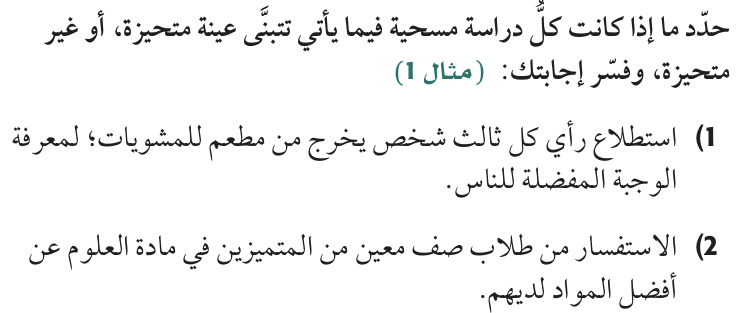 حدّد ما إذا كانت كلُّ دراسة مسحية فيما يأتي تتبنَّى عينة متحيزة، أو غير
متحيزة، وفسّر إجابتك: (مثال 1)
1) استطلاع رأي كل ثالث شخص يخرج من مطعم للمشويات؛ لمعرفة
الوجبة المفضلة للناس.
2) الاستفسار من طلاب صف معين من المتميزين في مادة العلوم عن
أفضل المواد لديهم.